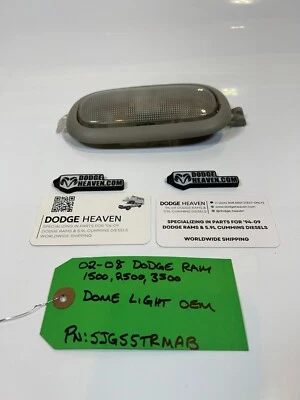 DODGE
HEAVEN.COM
DODGE
HEAVEN.COM
DODGE HEAVEN
SPECIALIZING IN PARTS FOR '94-09
DODGE RAMS & 5.9L CUMMINS DIESELS
WORLDWIDE SHIPPING
DODGE
HEAVEN
SPECIALIZING IN PARTS FOR '94-09
DODGE RAMS & 5.9L CUMMINS DIESELS
WORLDWIDE SHIPPING
02-08 DODGE RAM
1500, 2500, 3500
DOME LIGHT OEM
PN: 5JG55TRMAB